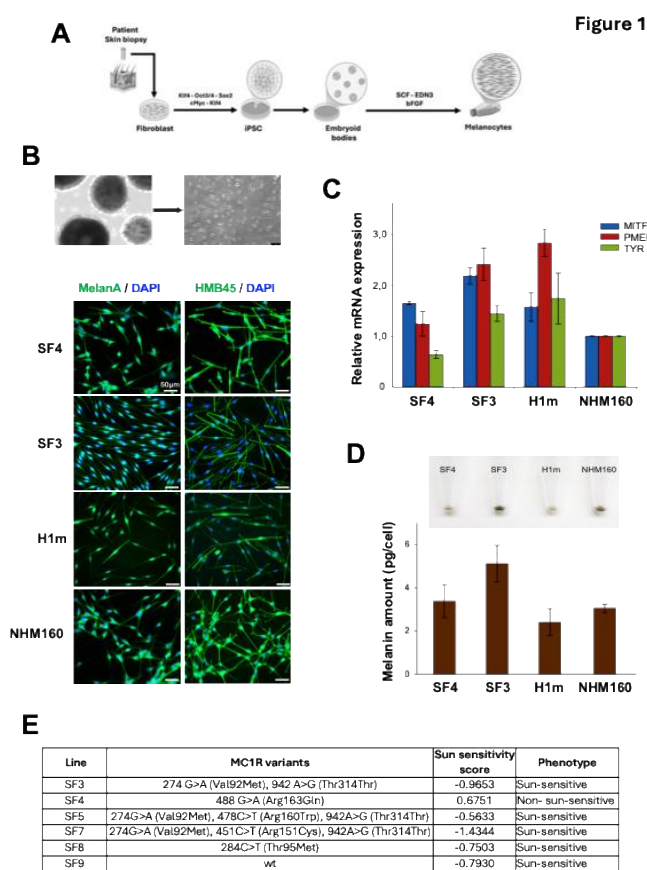 Figure 1
A
Patient
Skin biopsy
Klf4 - Oct3/4 - Sox2
cMyc - Klf4
SCF - EDN3
bFGF
Fibroblast
iPSC
Embryoid
bodies
Melanocytes
B
MelanA / DAPI
HMB45 / DAPI
SF4
50µm
SF3
H1m
NHM160
C
Relative mRNA expression
3,0
2,0
1,0
0
MITF
PMEL
TYR
SF4 SF3 H1m NHM160
D
SF4 SF3 H1m NHM160
Melanin amount (pg/cell)
6
4
2
0
SF4 SF3 H1m NHM160
E
Line MC1R variants Sun sensitivity score Phenotype
SF3 274 G>A (Val92Met), 942 A>G (Thr314Thr) -0.9653 Sun-sensitive
SF4 488 G>A (Arg163Gln) 0.6751 Non- sun-sensitive
SF5 274G>A (Val92Met), 478C>T (Arg160Trp), 942A>G (Thr314Thr) -0.5633 Sun-sensitive
SF7 274G>A (Val92Met), 451C>T (Arg151Cys), 942A>G (Thr314Thr) -1.4344 Sun-sensitive
SF8 284C>T (Thr95Met) -0.7503 Sun-sensitive
SF9 wt -0.7930 Sun-sensitive